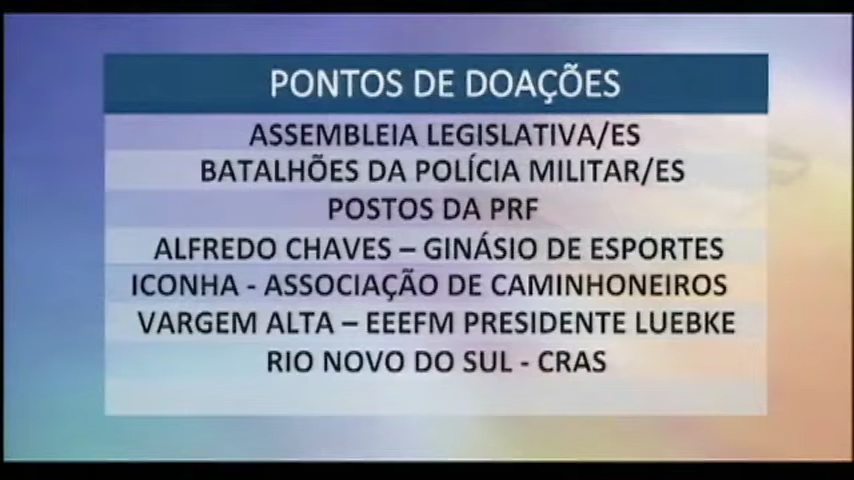 PONTOS DE DOAÇÕES
ASSEMBLEIA LEGISLATIVA/ES
BATALHÕES DA POLÍCIA MILITAR/ES
POSTOS DA PRF
ALFREDO CHAVES – GINÁSIO DE ESPORTES
ICONHA - ASSOCIAÇÃO DE CAMINHONEIROS
VARGEM ALTA – EEEFM PRESIDENTE LUEBKE
RIO NOVO DO SUL - CRAS